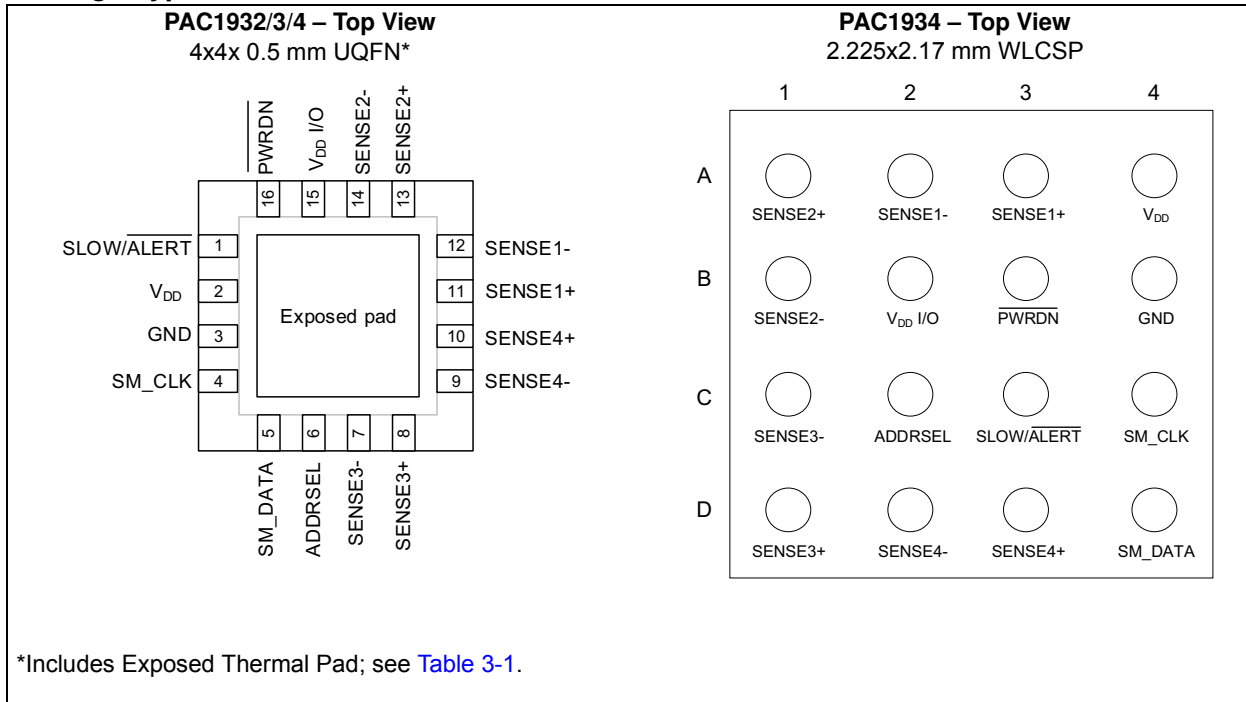 PAC1932/3/4 – Top View
4x4x 0.5 mm UQFN*
PWRDN
VDD I/O
SENSE2-
SENSE2+
16
15
14
13
SLOW/ALERT 1
VDD 2
GND 3
SM_CLK 4
Exposed pad
12 SENSE1-
11 SENSE1+
10 SENSE4+
9 SENSE4-
5
6
7
8
SM_DATA
ADDRSEL
SENSE3-
SENSE3+
PAC1934 – Top View
2.225x2.17 mm WLCSP
1 2 3 4
A
SENSE2+ SENSE1- SENSE1+ VDD
B
SENSE2- VDD I/O PWRDN GND
C
SENSE3- ADDRSEL SLOW/ALERT SM_CLK
D
SENSE3+ SENSE4- SENSE4+ SM_DATA
*Includes Exposed Thermal Pad; see Table 3-1.